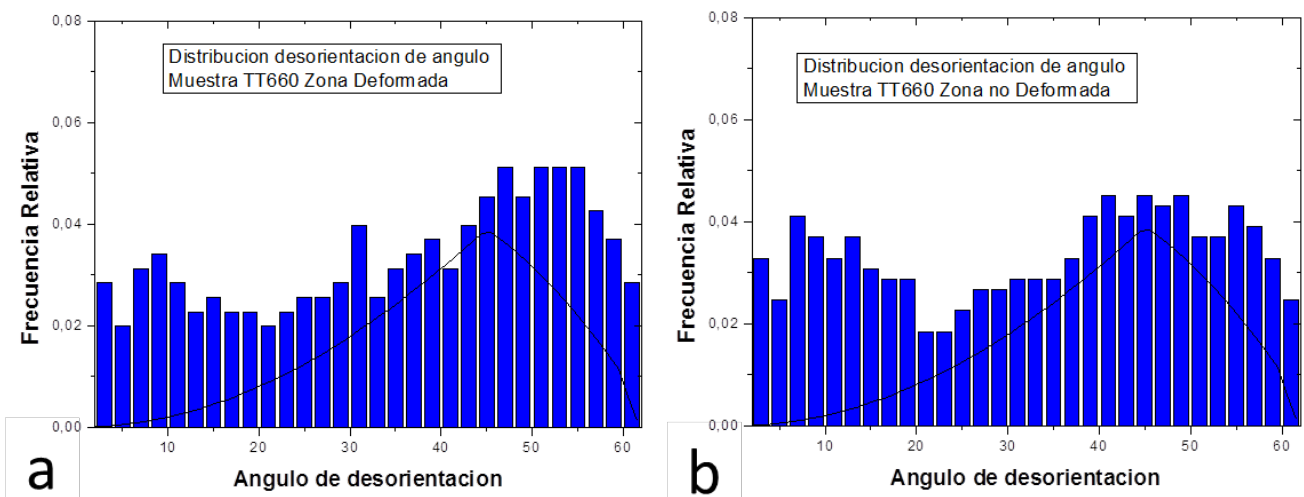 0,08
Distribucion desorientacion de angulo
Muestra TT660 Zona Deformada
0,06
0,04
0,02
0,00
Frecuencia Relativa
10 20 30 40 50 60
Angulo de desorientacion
a
0,08
Distribucion desorientacion de angulo
Muestra TT660 Zona no Deformada
0,06
0,04
0,02
0,00
Frecuencia Relativa
10 20 30 40 50 60
Angulo de desorientacion
b